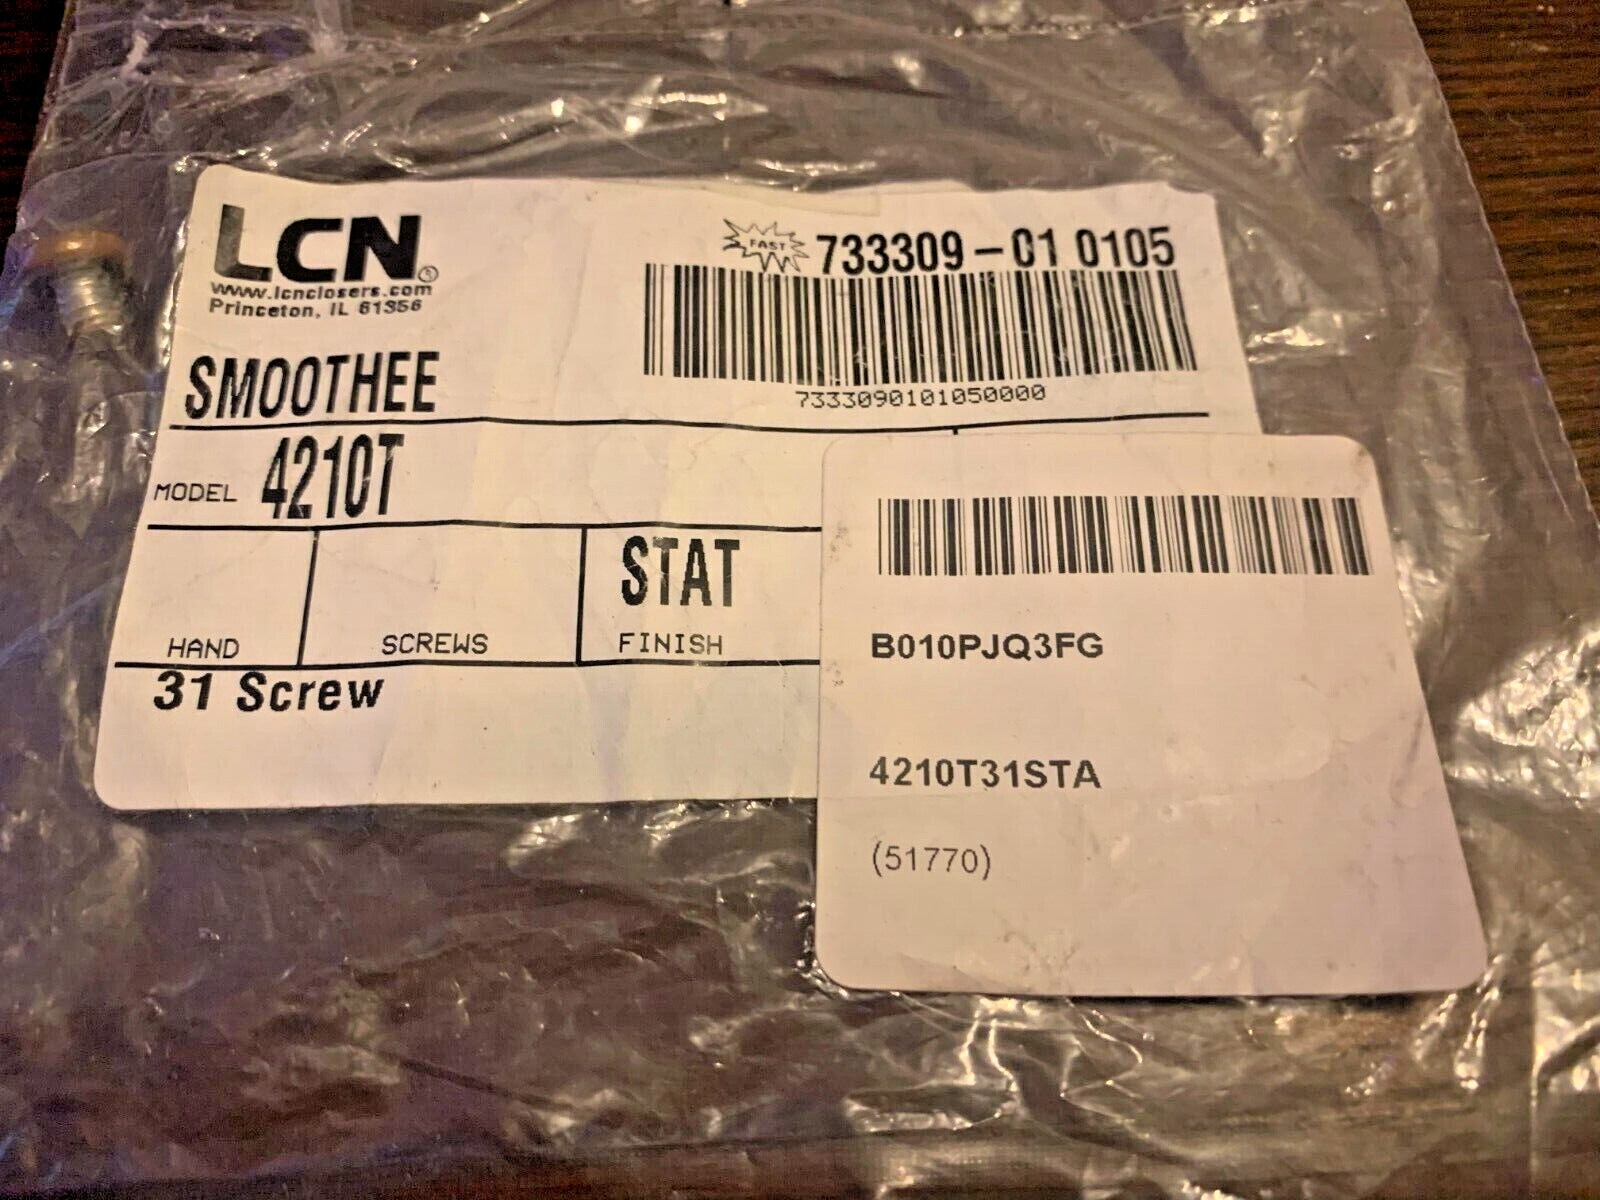 LCN®
www.lcnclosers.com
Princeton, IL 61356
FAST 733309-01 0105
7333090101050000
SMOOTHEE
MODEL 4210T
STAT
HAND SCREWS FINISH
31 Screw
B010PJQ3FG
4210T31STA
(51770)